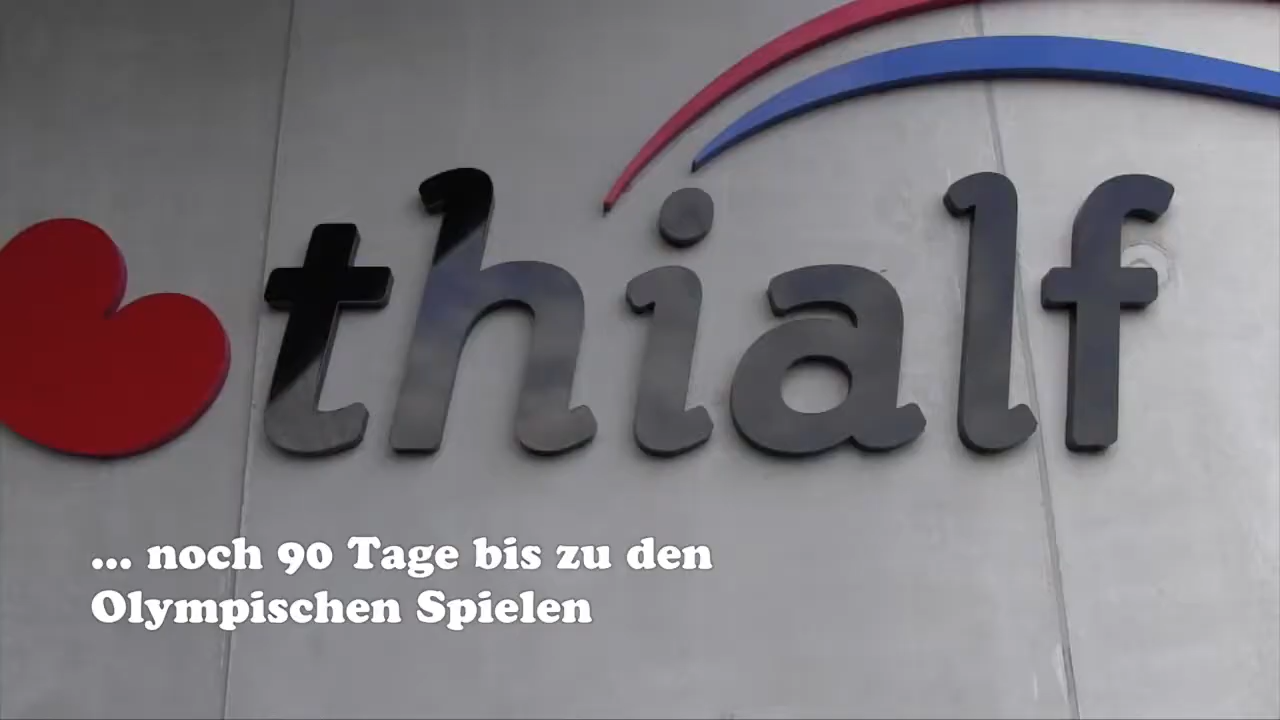 thialf
... noch 90 Tage bis zu den
Olympischen Spielen